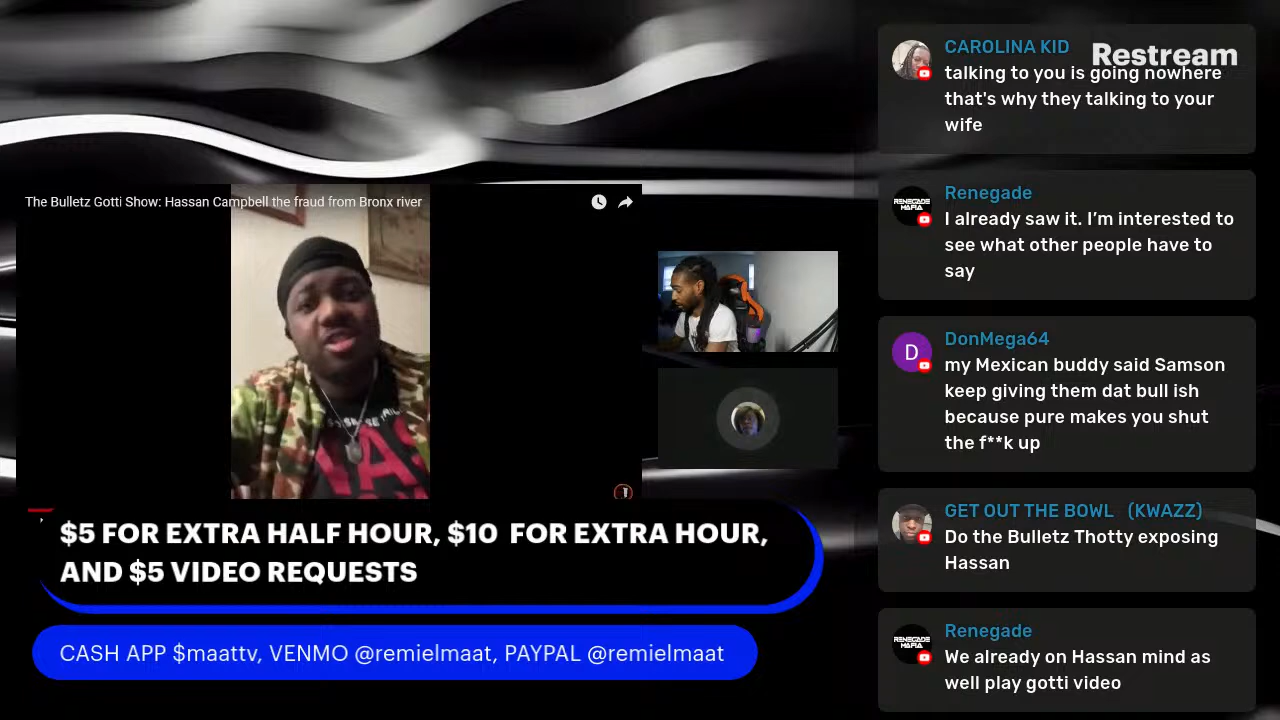 The Bulletz Gotti Show: Hassan Campbell the fraud from Bronx river
$5 FOR EXTRA HALF HOUR, $10 FOR EXTRA HOUR,
AND $5 VIDEO REQUESTS
CASH APP $maattv, VENMO @remielmaat, PAYPAL @remielmaat
Restream
CAROLINA KID
talking to you is going nowhere
that's why they talking to your
wife
RENEGADE
MAFIA
Renegade
I already saw it. I’m interested to
see what other people have to
say
D
DonMega64
my Mexican buddy said Samson
keep giving them dat bull ish
because pure makes you shut
the f**k up
GET OUT THE BOWL (KWAZZ)
Do the Bulletz Thotty exposing
Hassan
RENEGADE
MAFIA
Renegade
We already on Hassan mind as
well play gotti video